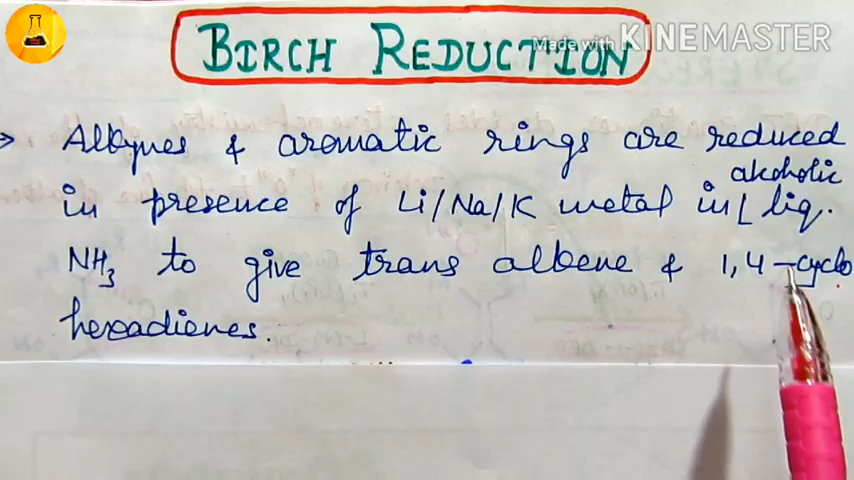 BIRCH REDUCTION
Made with KINEMASTER
→ Alkynes & aromatic rings are reduced
in presence of Li/Na/K metal in alcoholic liq.
NH₃ to give trans alkene & 1,4-cyclo
hexadienes.